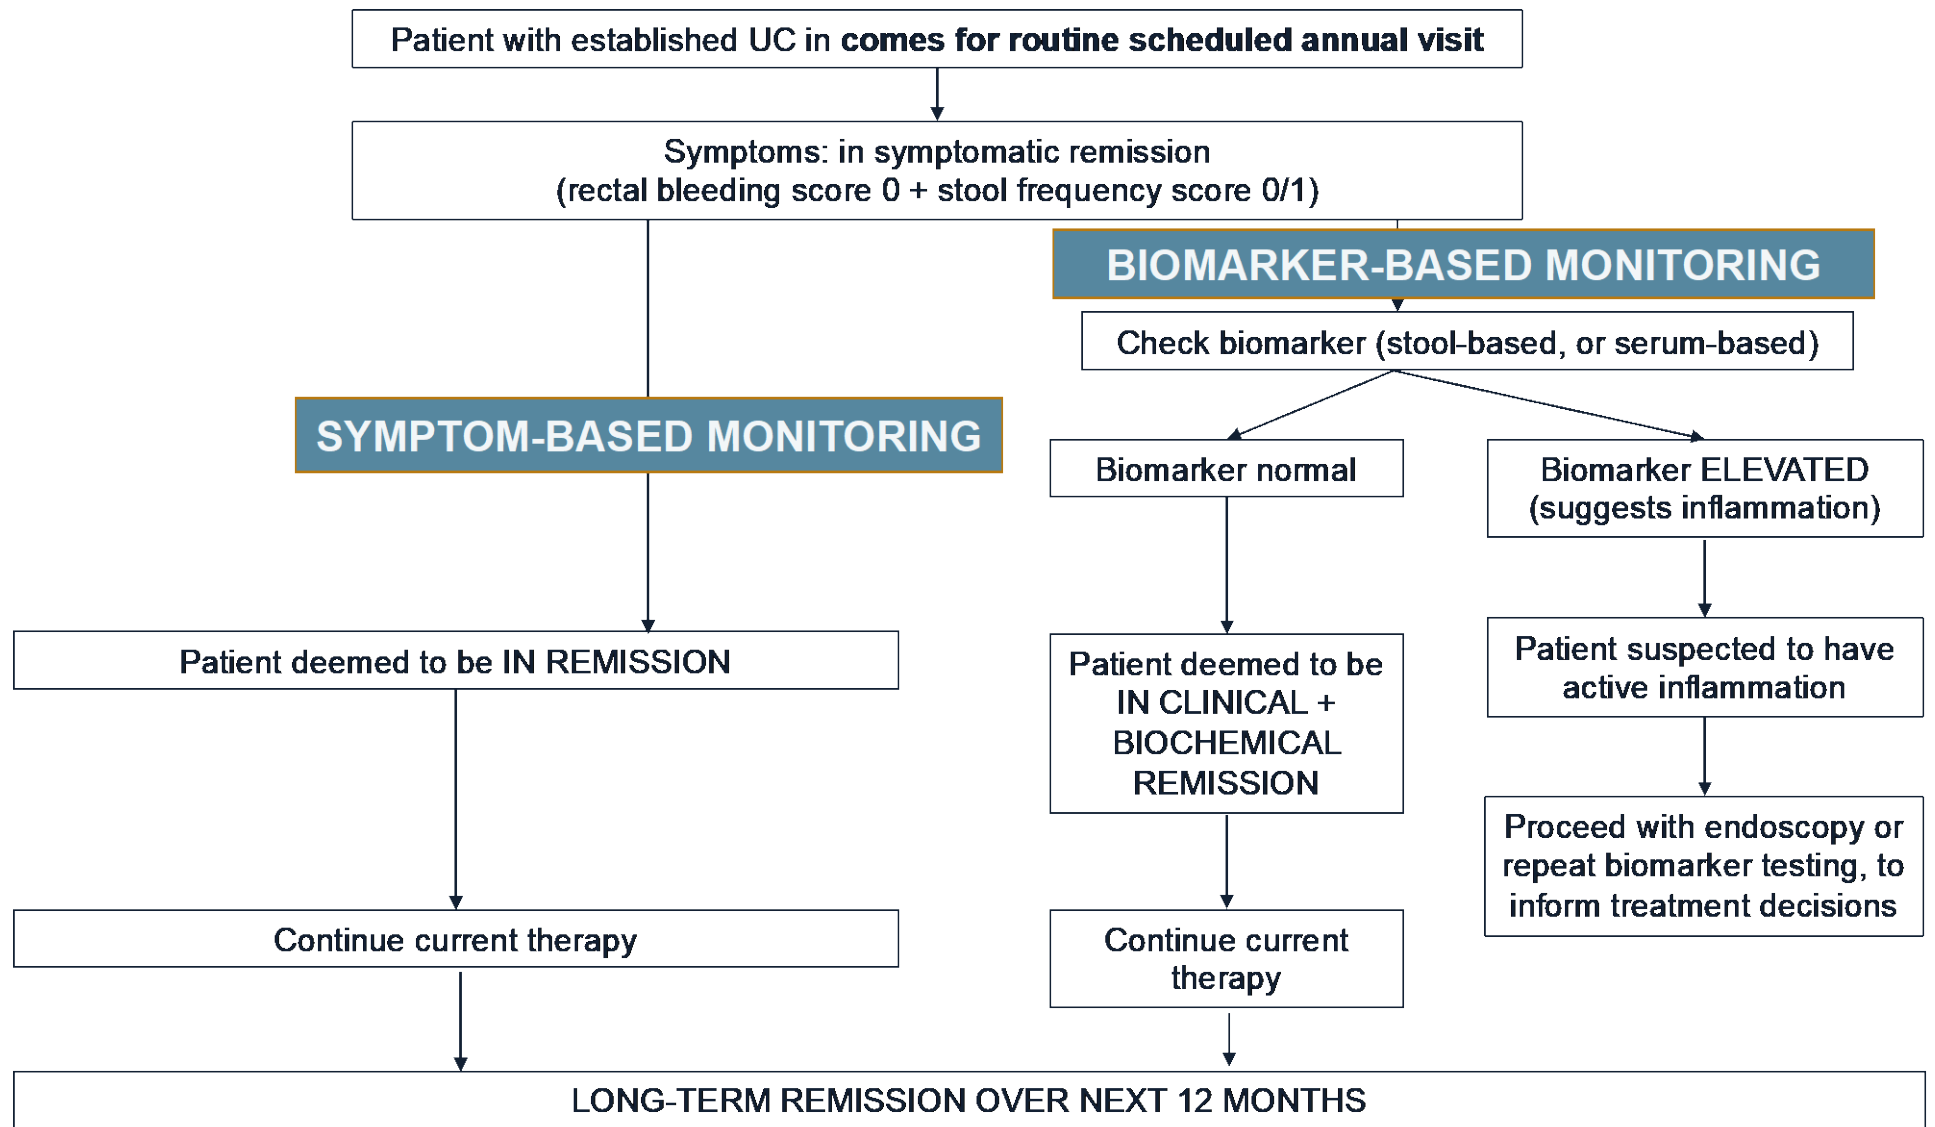 Patient with established UC in comes for routine scheduled annual visit
Symptoms: in symptomatic remission
(rectal bleeding score 0 + stool frequency score 0/1)
BIOMARKER-BASED MONITORING
Check biomarker (stool-based, or serum-based)
SYMPTOM-BASED MONITORING
Biomarker normal
Biomarker ELEVATED
(suggests inflammation)
Patient deemed to be IN REMISSION
Patient deemed to be
IN CLINICAL +
BIOCHEMICAL
REMISSION
Patient suspected to have
active inflammation
Proceed with endoscopy or
repeat biomarker testing, to
inform treatment decisions
Continue current therapy
Continue current
therapy
LONG-TERM REMISSION OVER NEXT 12 MONTHS